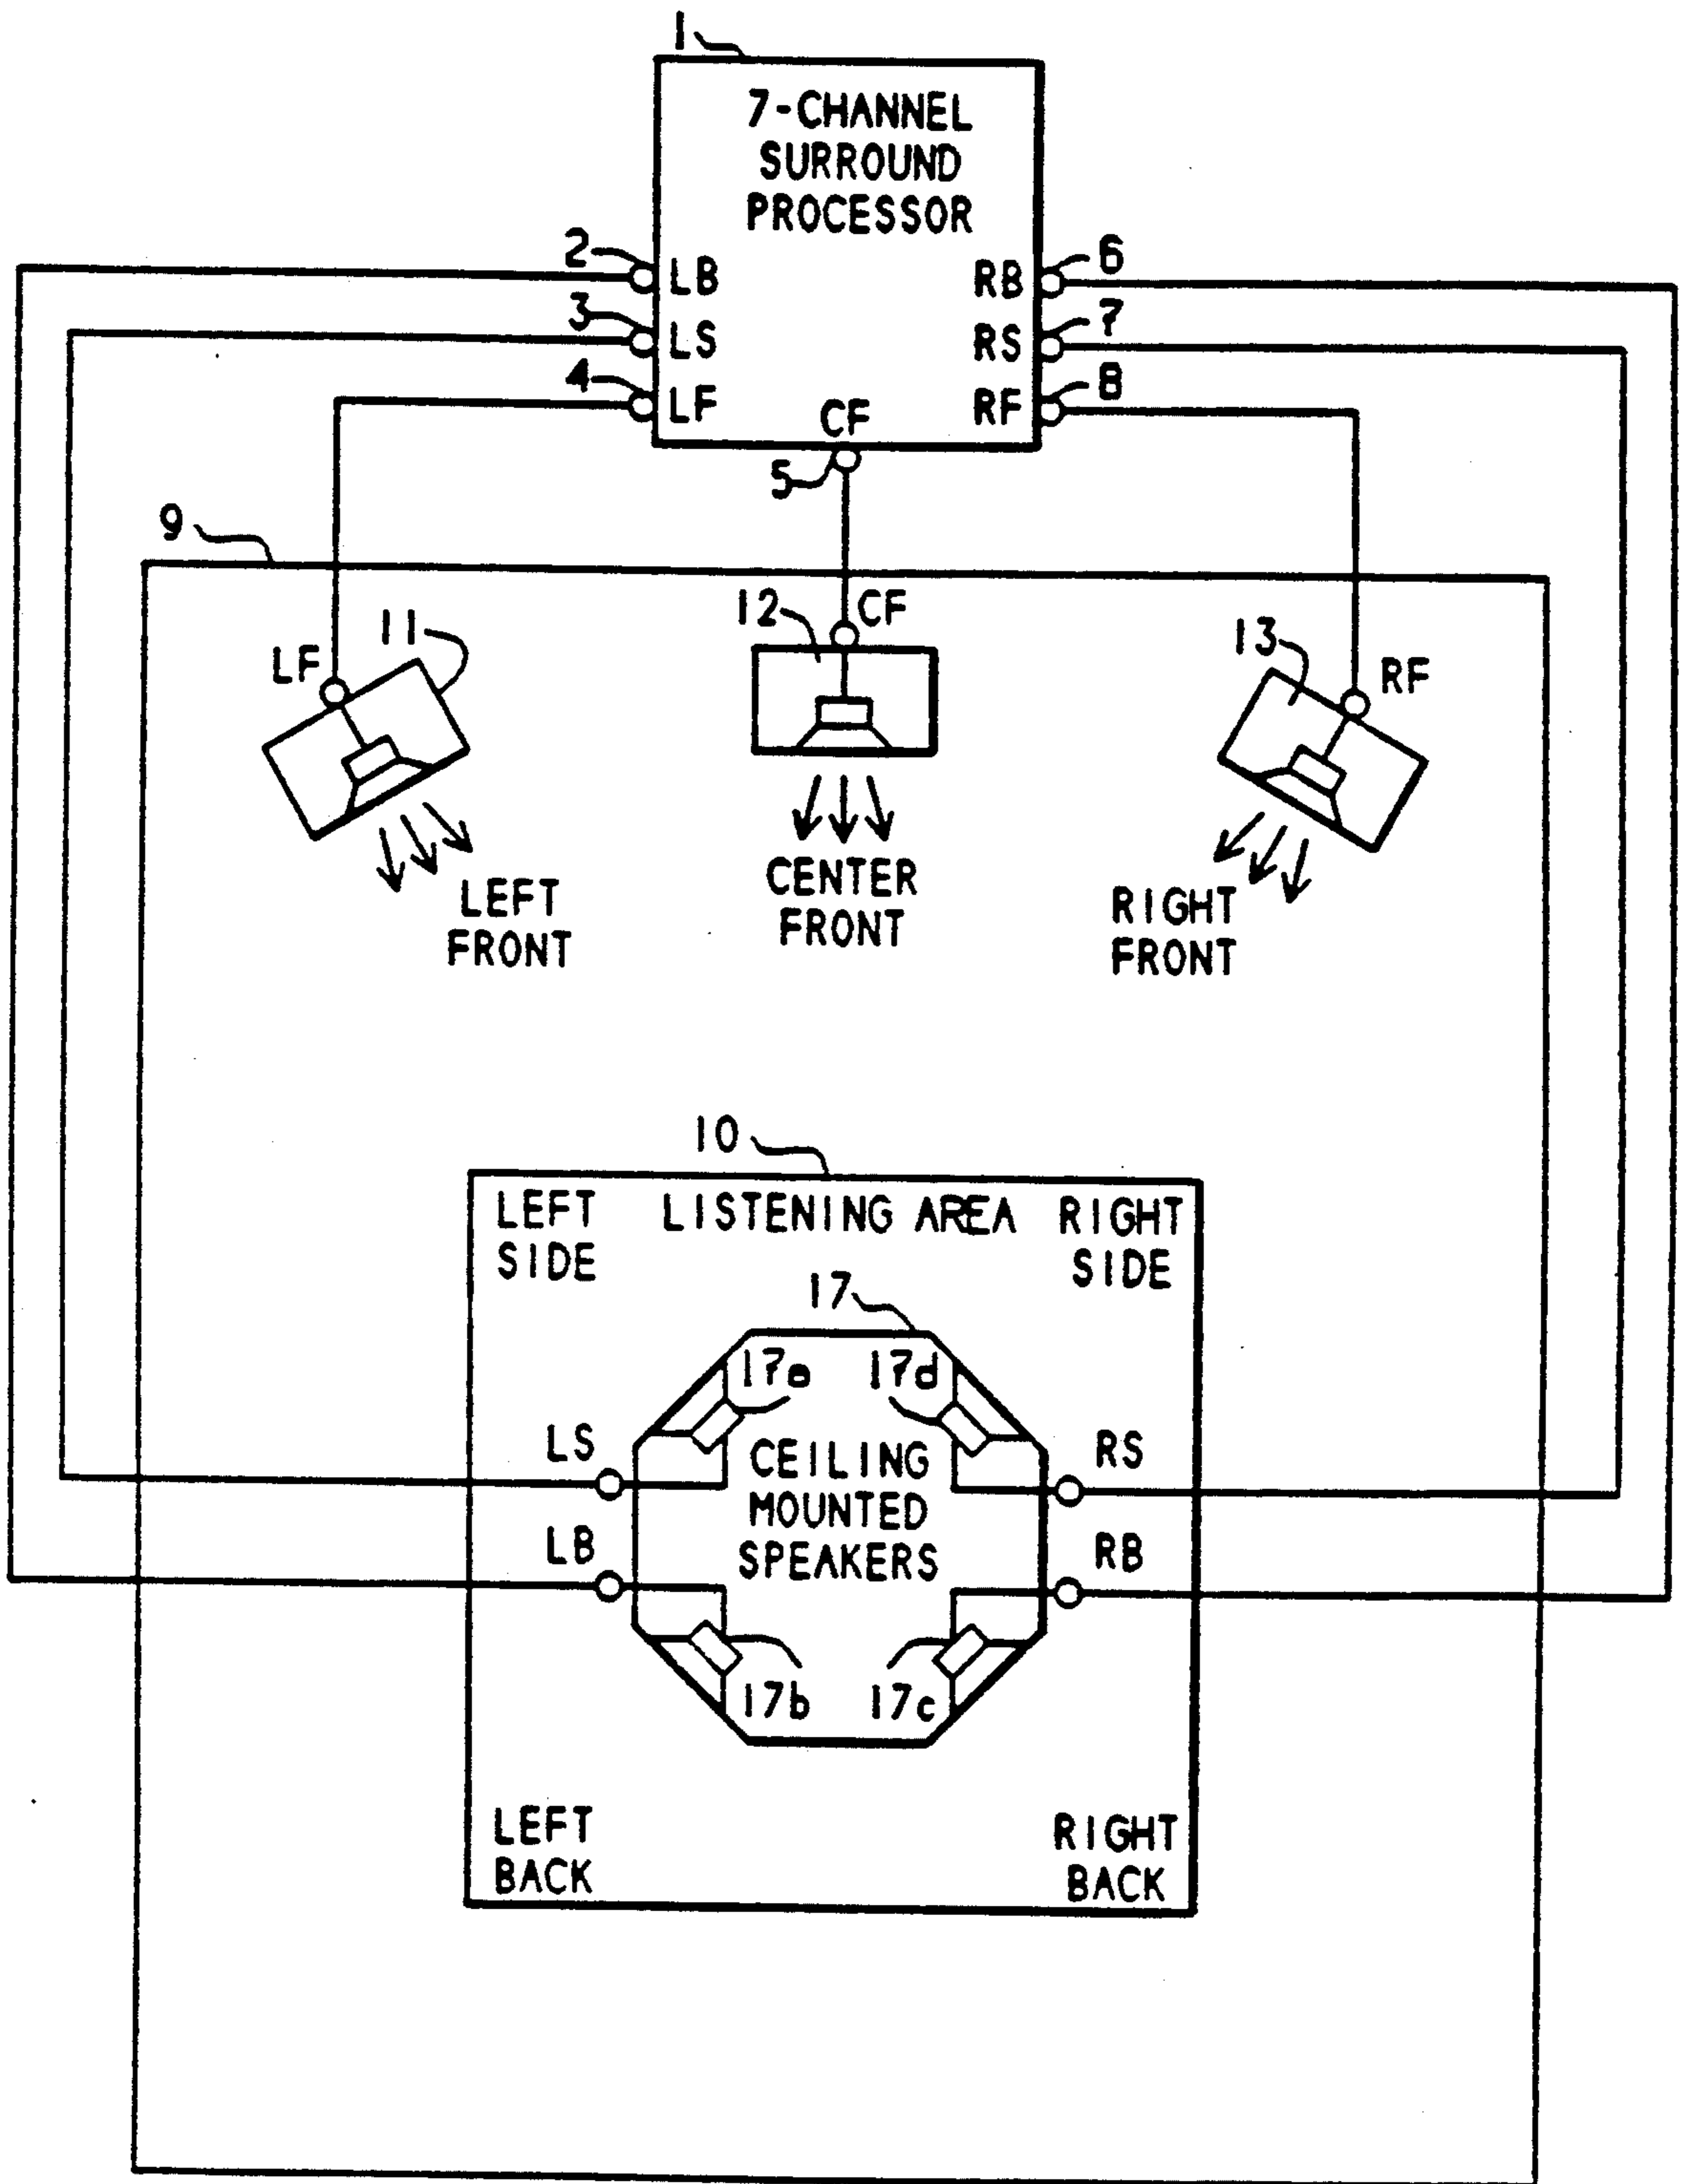 1
7-CHANNEL
SURROUND
PROCESSOR
2
LB
RB
6
3
LS
RS
7
4
LF
CF
RF
8
5
9
11
12
CF
13
LF
RF
LEFT
FRONT
CENTER
FRONT
RIGHT
FRONT
10
LEFT
SIDE
LISTENING AREA
RIGHT
SIDE
17
17a
17d
LS
CEILING
MOUNTED
SPEAKERS
RS
LB
RB
17b
17c
LEFT
BACK
RIGHT
BACK